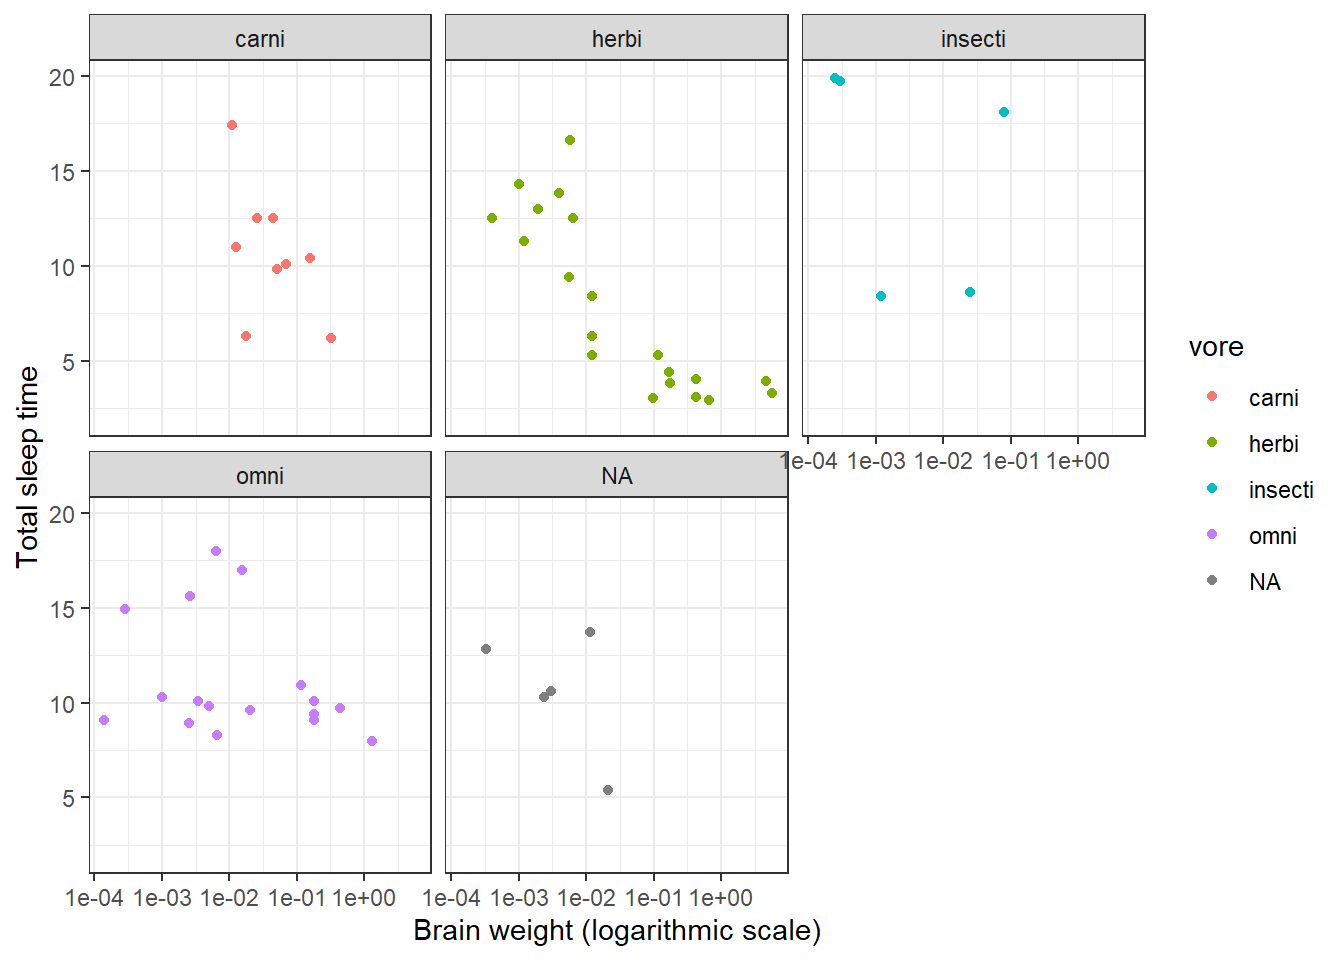 carni
herbi
insecti
20
15
10
5
1e-04 1e-03 1e-02 1e-01 1e+00
omni
NA
20
15
10
5
1e-04 1e-03 1e-02 1e-01 1e+00
1e-04 1e-03 1e-02 1e-01 1e+00
Total sleep time
Brain weight (logarithmic scale)
vore
carni
herbi
insecti
omni
NA